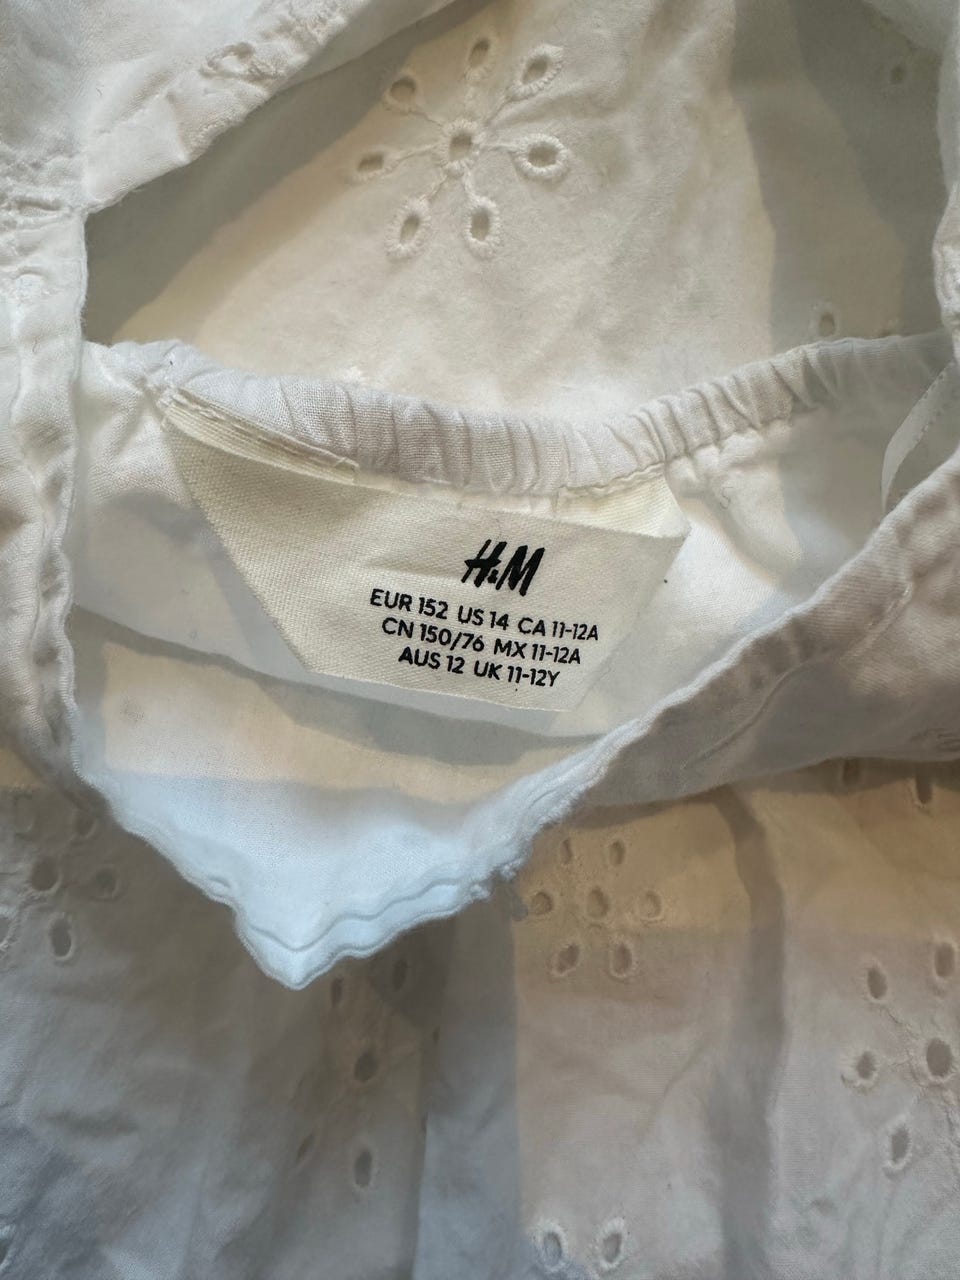 H&M
EUR 152 US 14 CA 11-12A
CN 150/76 MX 11-12A
AUS 12 UK 11-12Y